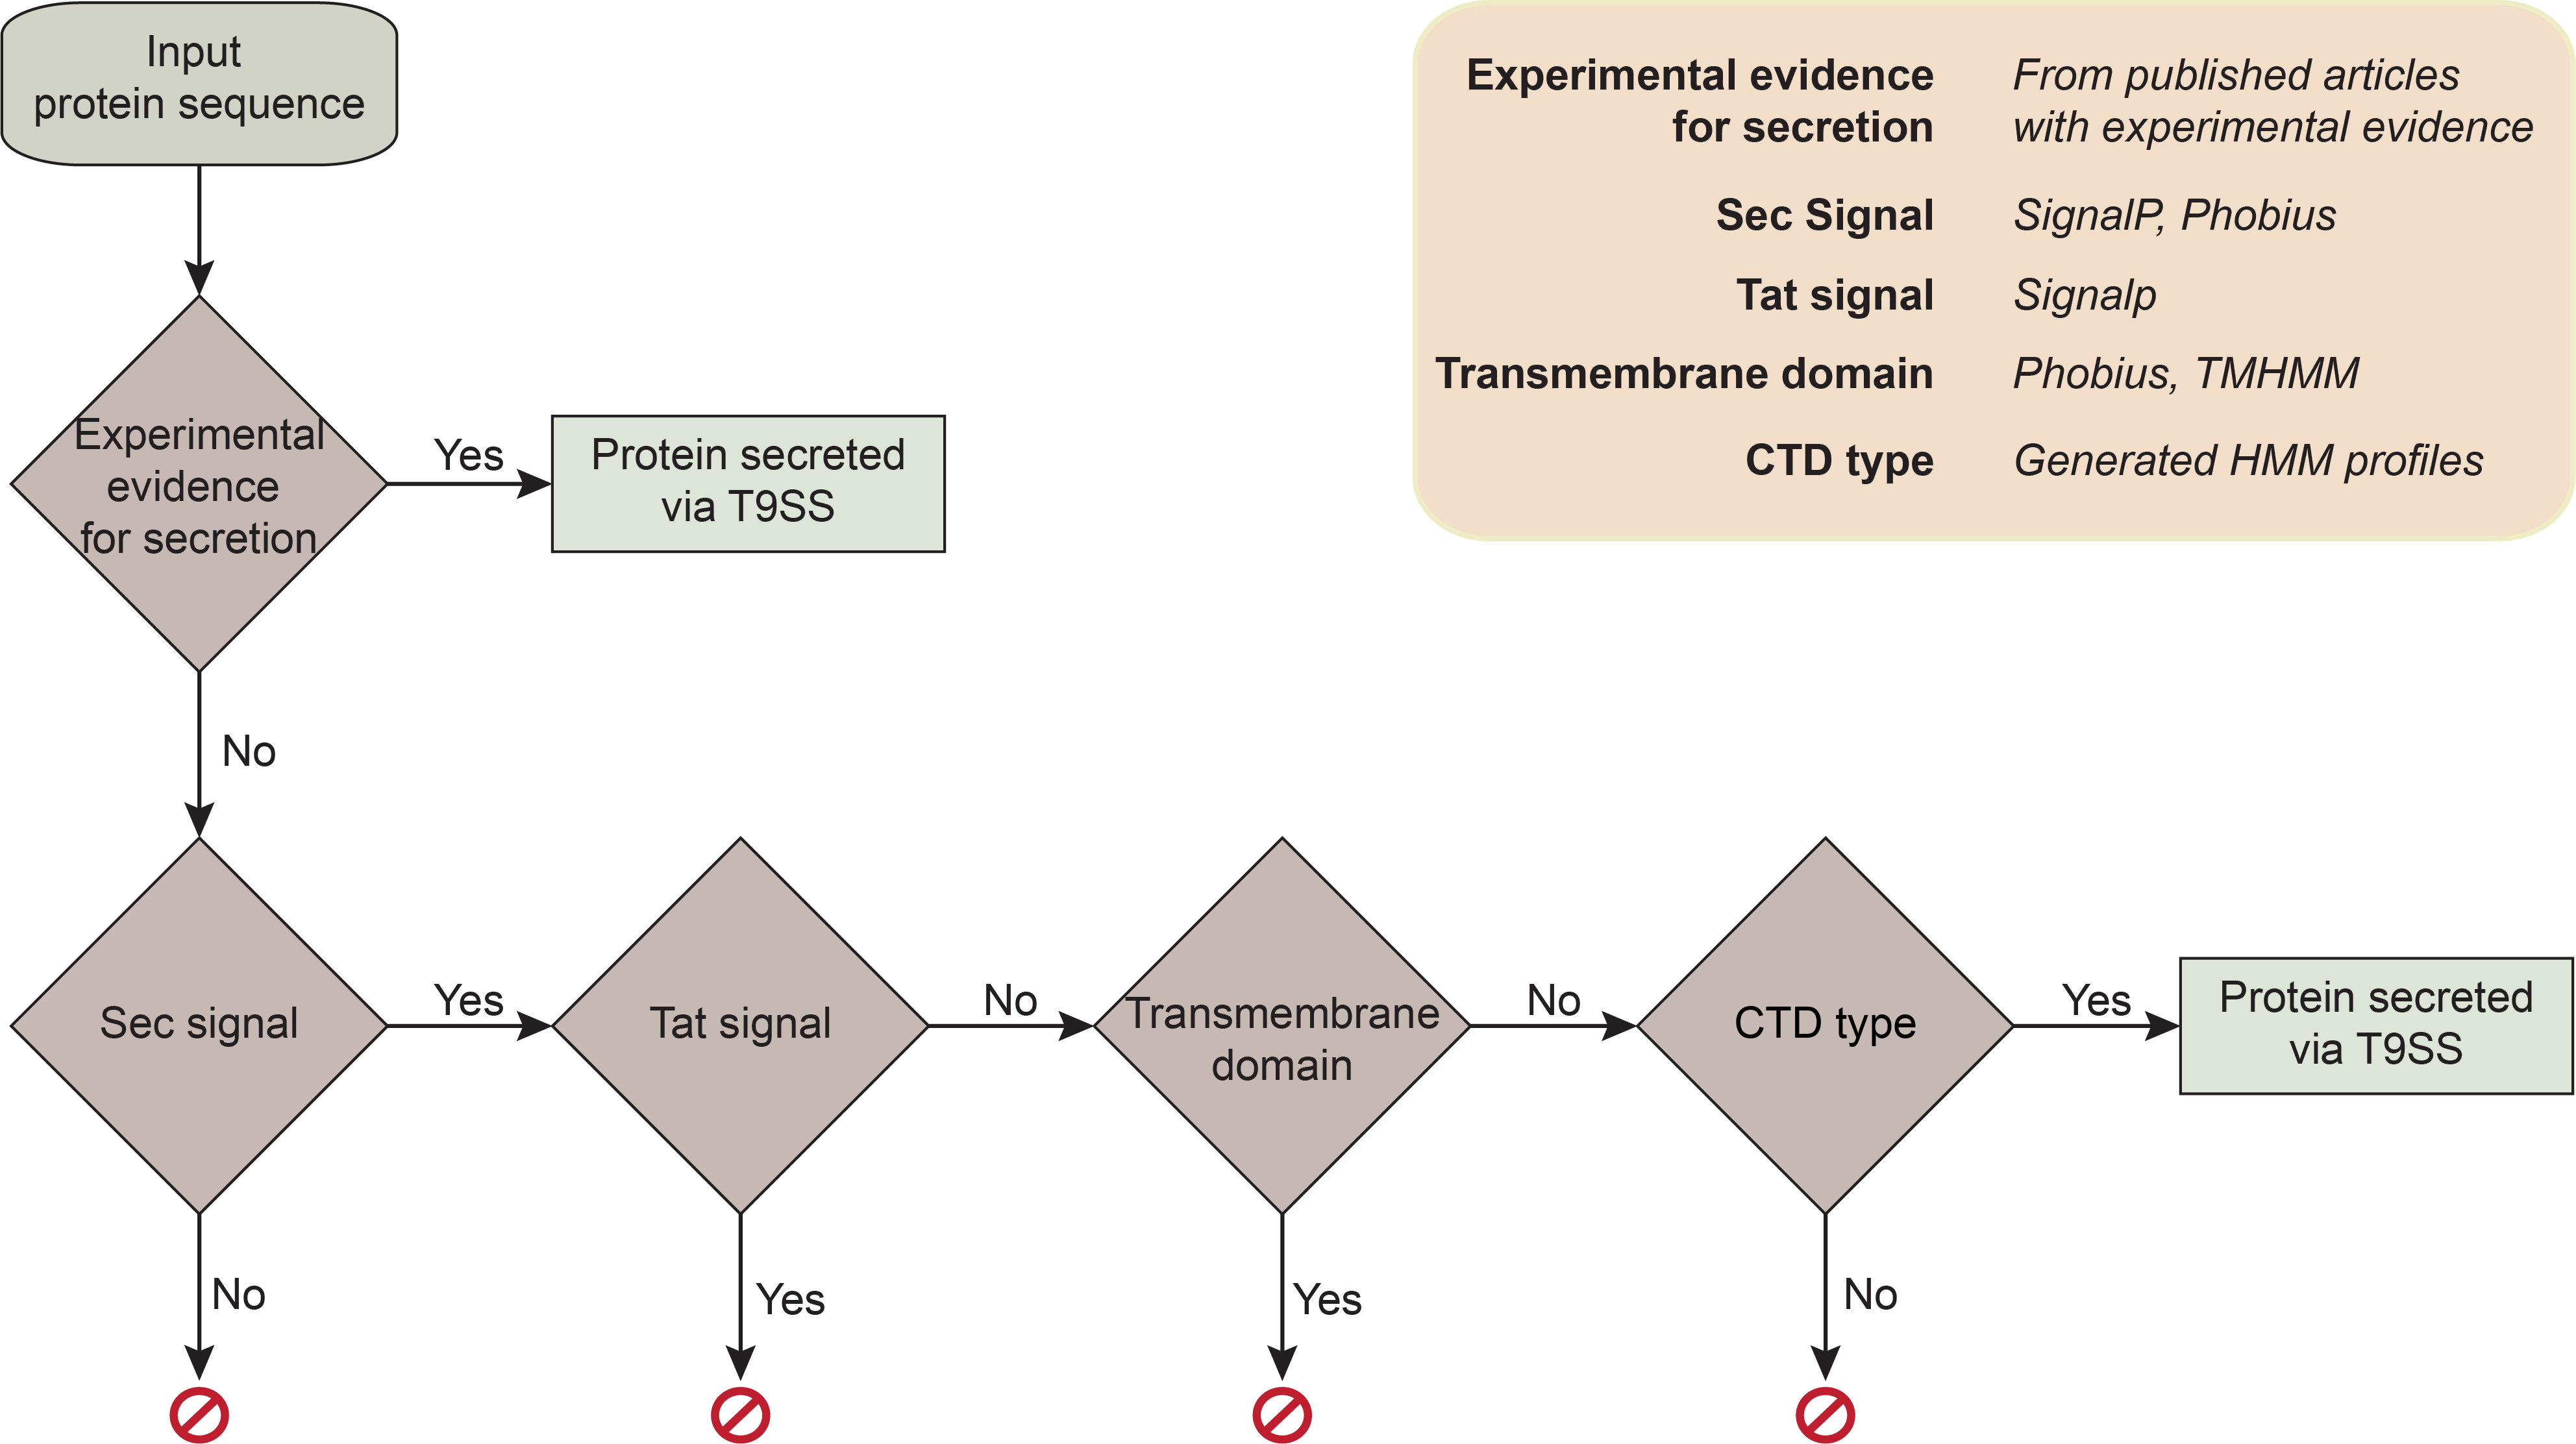 Input
protein sequence
Experimental evidence
for secretion
From published articles
with experimental evidence
Sec Signal
SignalP, Phobius
Tat signal
Signalp
Transmembrane domain
Phobius, TMHMM
CTD type
Generated HMM profiles
Experimental
evidence
for secretion
Yes
Protein secreted
via T9SS
No
Sec signal
Yes
Tat signal
No
Transmembrane
domain
No
CTD type
Yes
Protein secreted
via T9SS
No
Yes
Yes
No